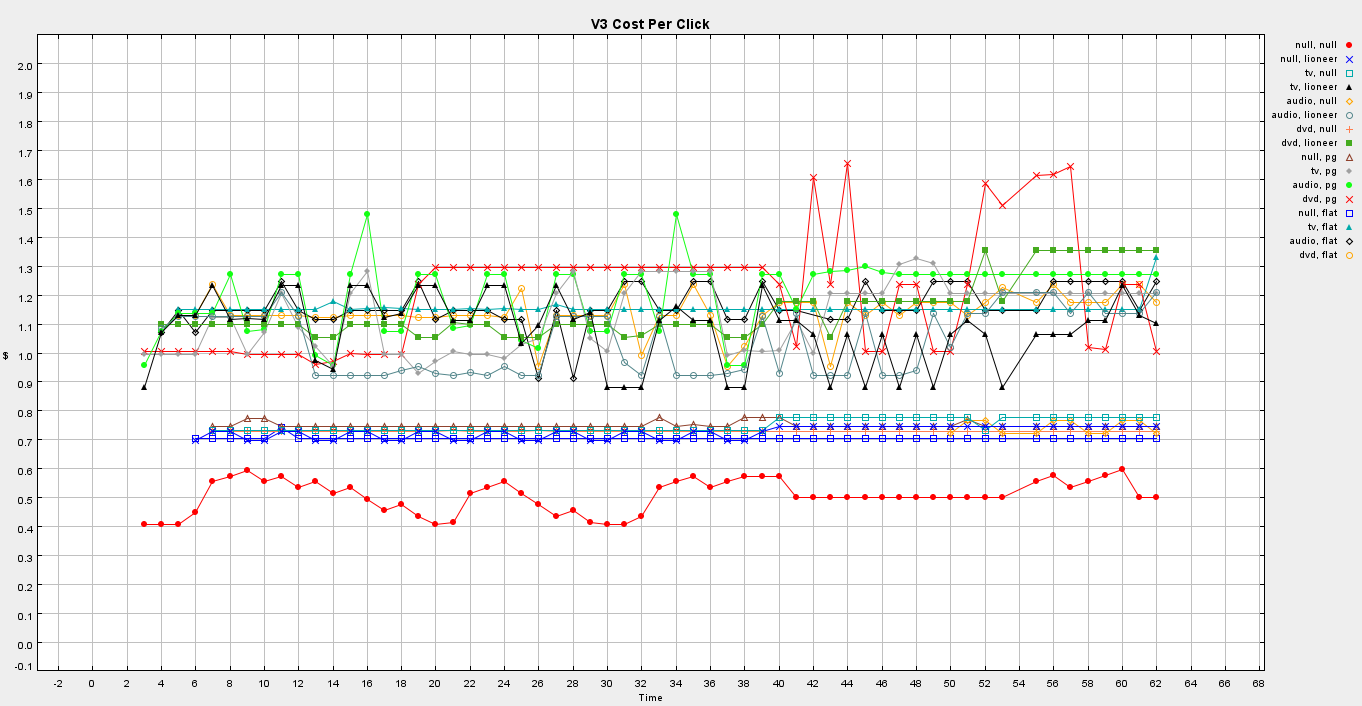 V3 Cost Per Click
2.0
1.9
1.8
1.7
1.6
1.5
1.4
1.3
1.2
1.1
1.0
0.9
0.8
0.7
0.6
0.5
0.4
0.3
0.2
0.1
0.0
-0.1
$
-2 0 2 4 6 8 10 12 14 16 18 20 22 24 26 28 30 32 34 36 38 40 42 44 46 48 50 52 54 56 58 60 62 64 66 68
Time
null, null
null, lioneer
tv, null
tv, lioneer
audio, null
audio, lioneer
dvd, null
dvd, lioneer
null, pg
tv, pg
audio, pg
dvd, pg
null, flat
tv, flat
audio, flat
dvd, flat